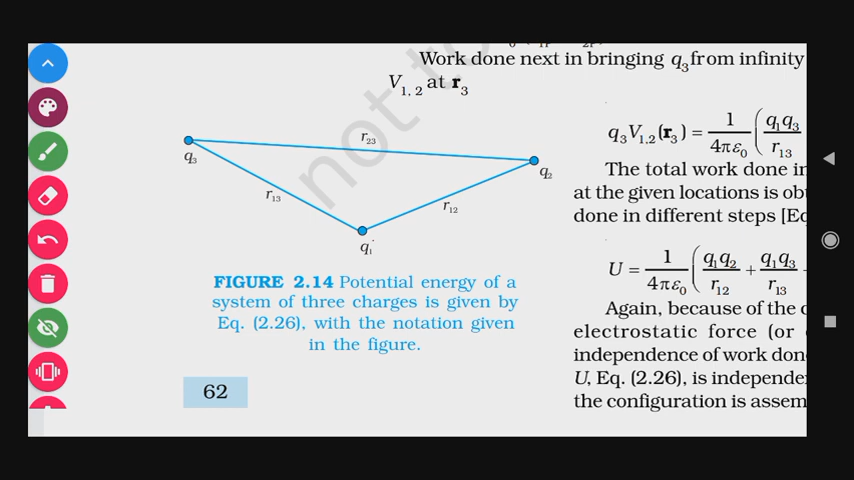 Work done next in bringing q3 from infinity
V1, 2 at r3
q3
r23
q2
r13
r12
q1
FIGURE 2.14 Potential energy of a
system of three charges is given by
Eq. (2.26), with the notation given
in the figure.
62
q3V1,2(r3) = 1/4πε0 (q1q3/r13
The total work done in
at the given locations is ob
done in different steps [Eq
U = 1/4πε0 (q1q2/r12 + q1q3/r13
Again, because of the c
electrostatic force (or
independence of work don
U, Eq. (2.26), is independe
the configuration is assem
not to